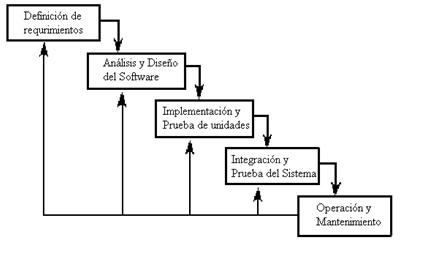 Definición de
requrimientos
Análisis y Diseño
del Software
Implementación y
Prueba de unidades
Integración y
Prueba del Sistema
Operación y
Mantenimiento